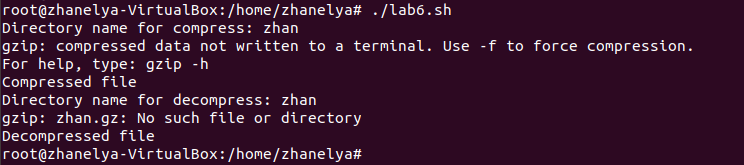 root@zhanelya-VirtualBox:/home/zhanelya# ./lab6.sh
Directory name for compress: zhan
gzip: compressed data not written to a terminal. Use -f to force compression.
For help, type: gzip -h
Compressed file
Directory name for decompress: zhan
gzip: zhan.gz: No such file or directory
Decompressed file
root@zhanelya-VirtualBox:/home/zhanelya#